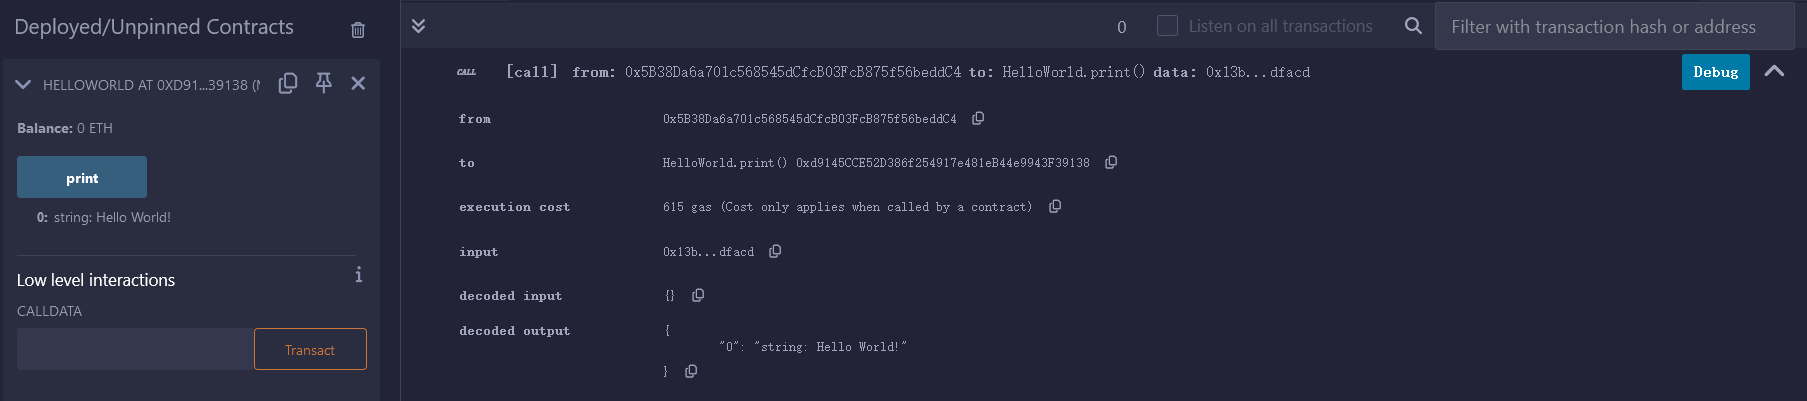 Deployed/Unpinned Contracts
HELLOWORLD AT 0XD91...39138 (M
Balance: 0 ETH
print
0: string: Hello World!
Low level interactions
i
CALLDATA
Transact
0
Listen on all transactions
Filter with transaction hash or address
CALL [call] from: 0x5B38Da6a701c568545dCfcB03FcB875f56beddC4 to: HelloWorld.print() data: 0x13b...dfacd
Debug
from 0x5B38Da6a701c568545dCfcB03FcB875f56beddC4
to HelloWorld.print() 0xd9145CCE52D386f254917e481eB44e9943F39138
execution cost 615 gas (Cost only applies when called by a contract)
input 0x13b...dfacd
decoded input {}
decoded output {
"0": "string: Hello World!"
}